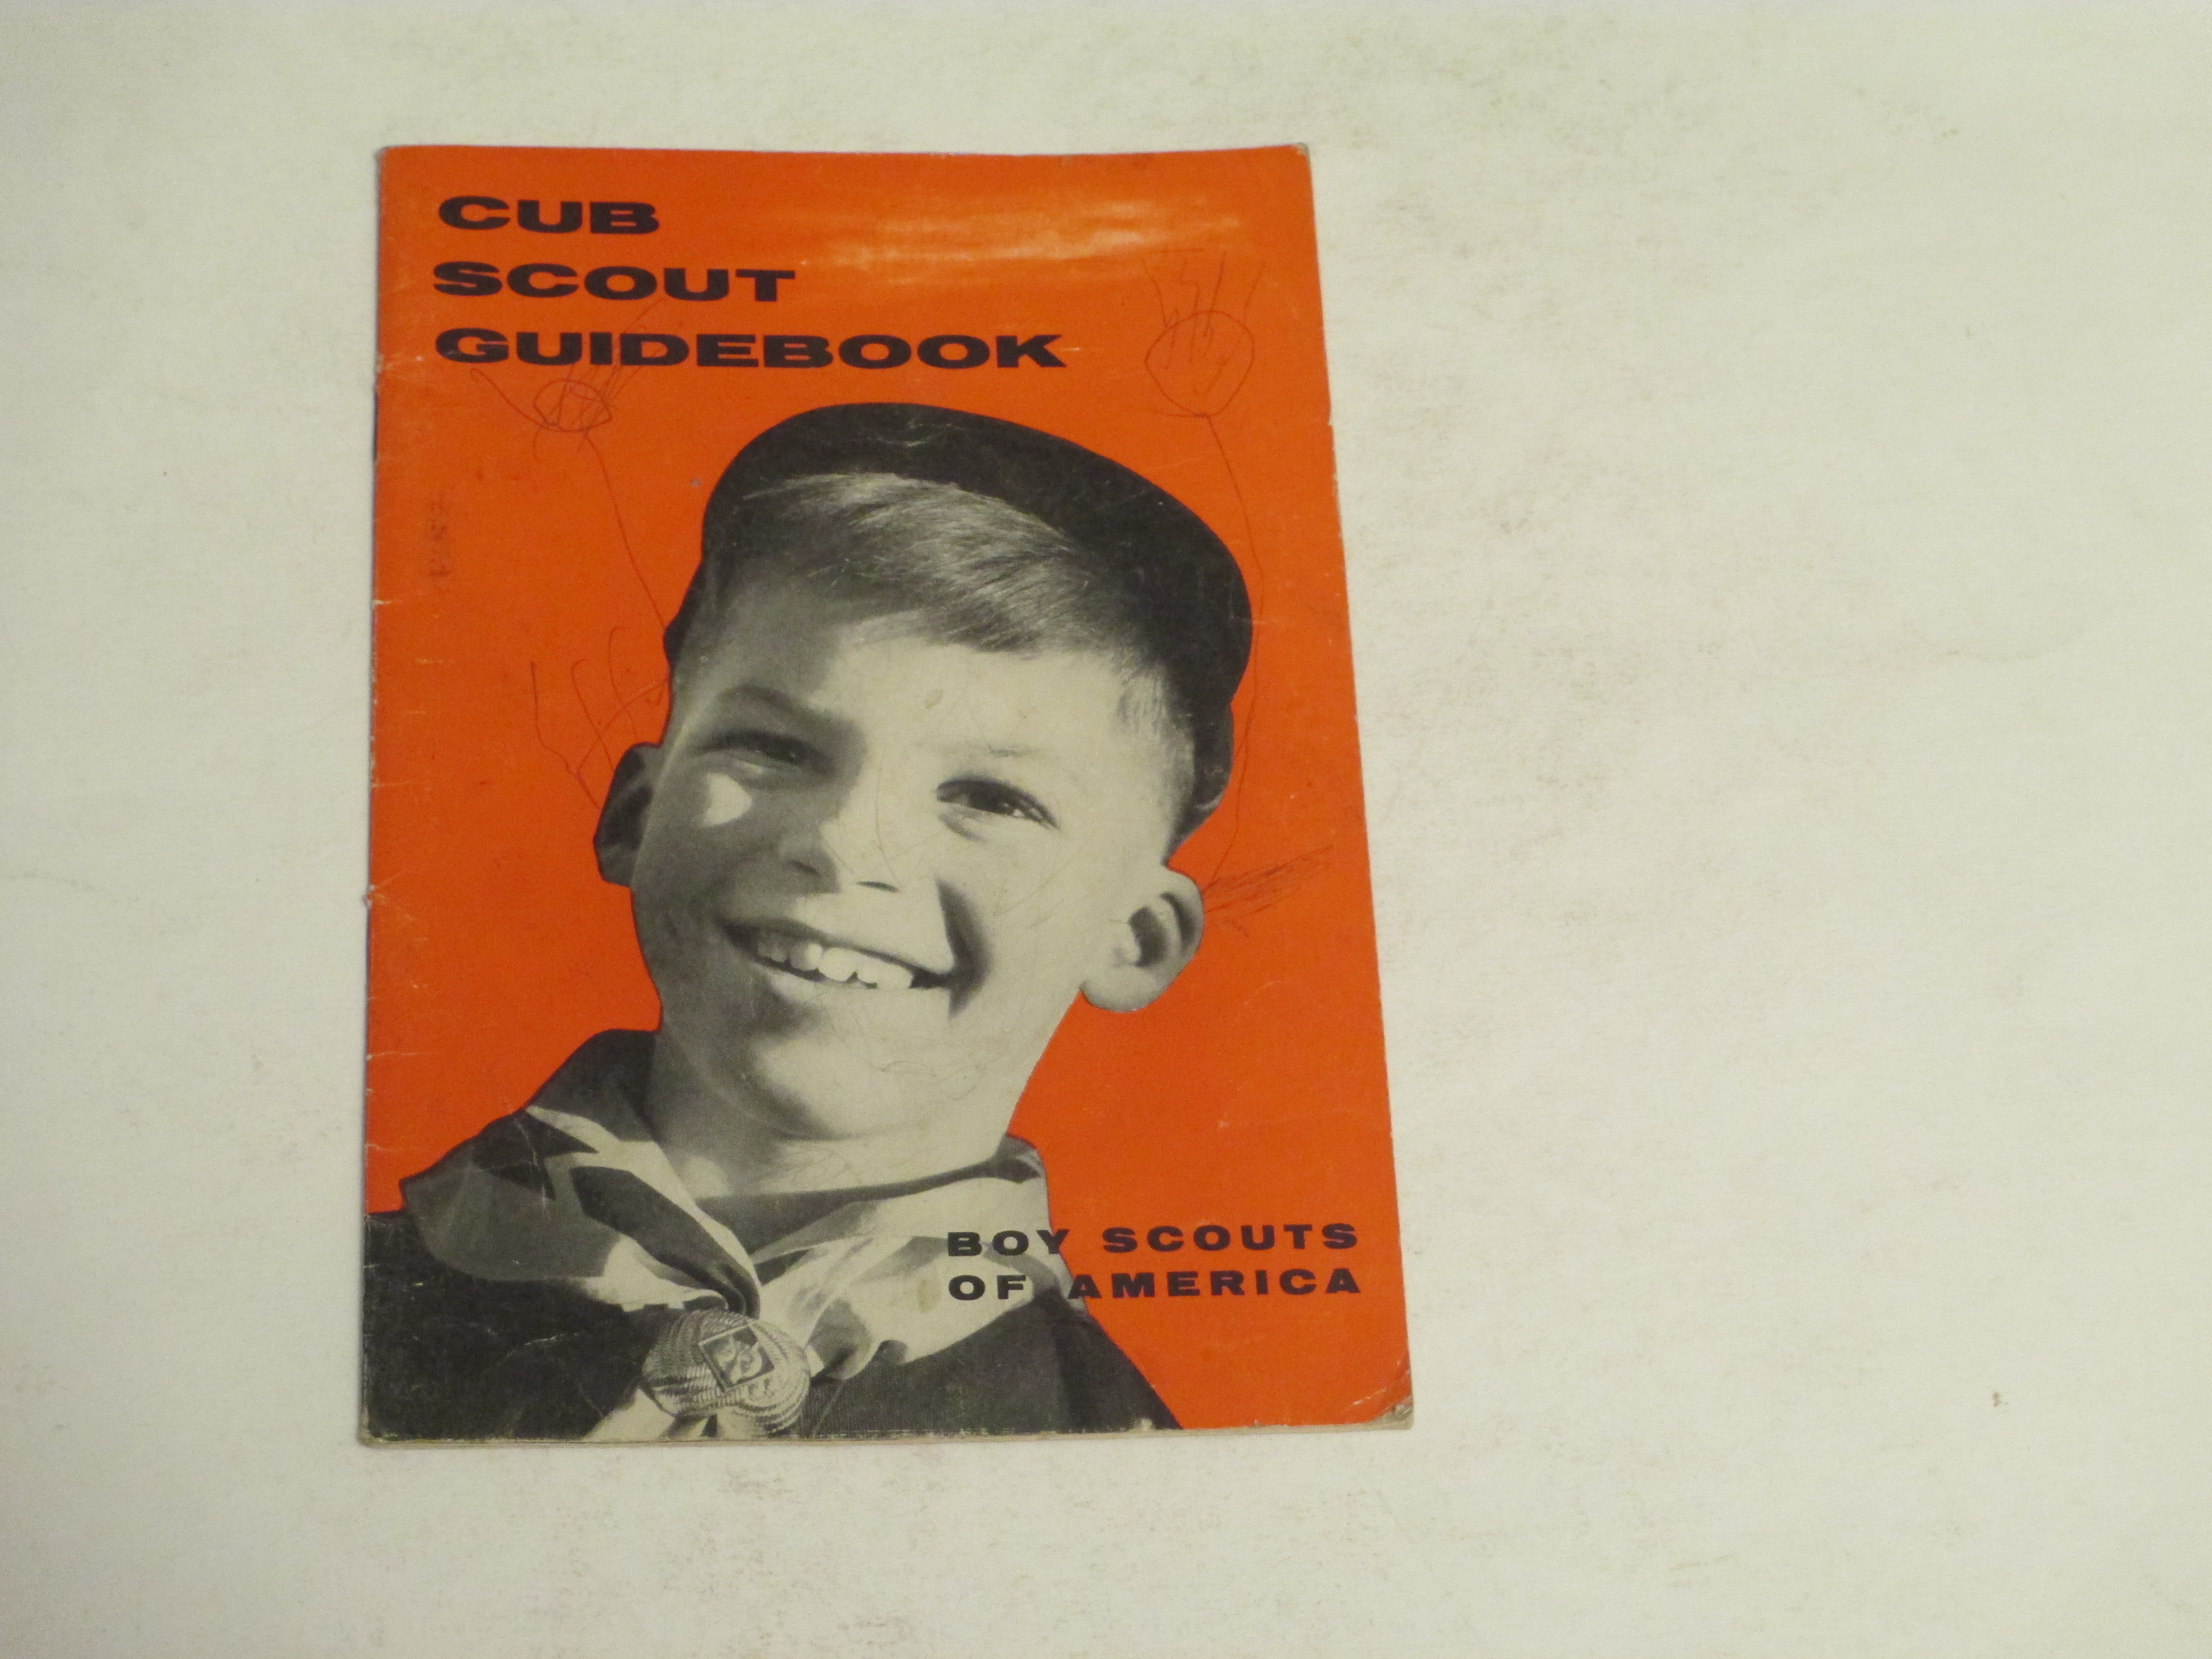 CUB
SCOUT
GUIDEBOOK
BOY SCOUTS
OF AMERICA